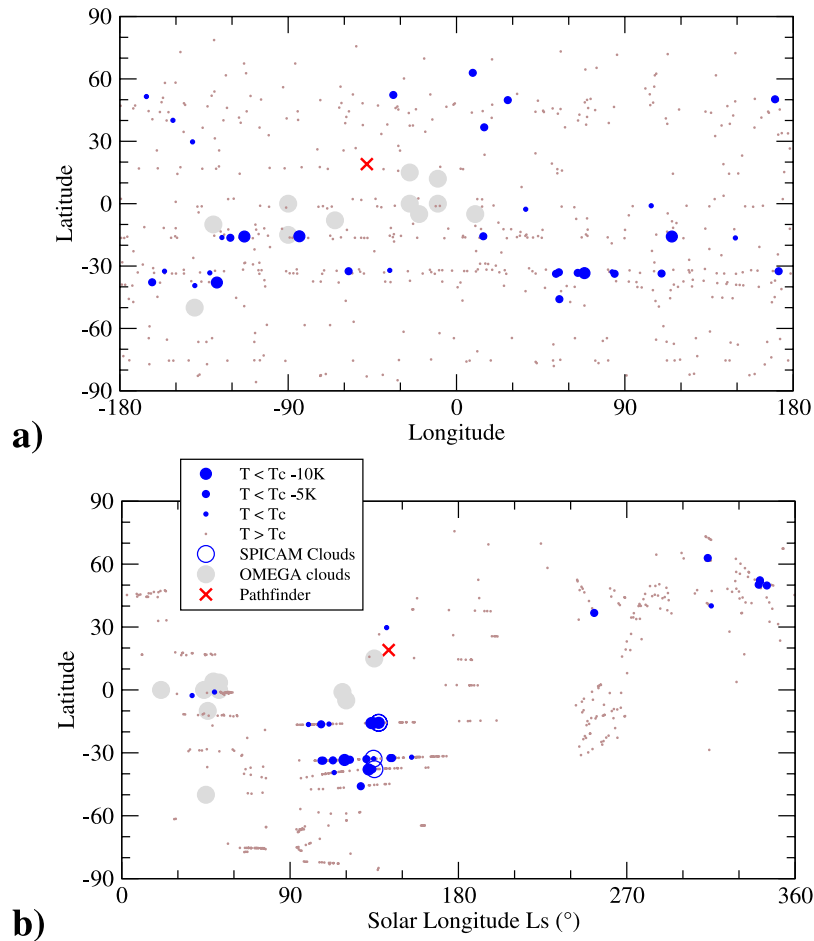 90
60
30
0
-30
-60
-90
Latitude
-180
-90
0
90
180
Longitude
a)
T < Tc -10K
T < Tc -5K
T < Tc
T > Tc
SPICAM Clouds
OMEGA clouds
Pathfinder
90
60
30
0
-30
-60
-90
Latitude
0
90
180
270
360
Solar Longitude Ls (°)
b)